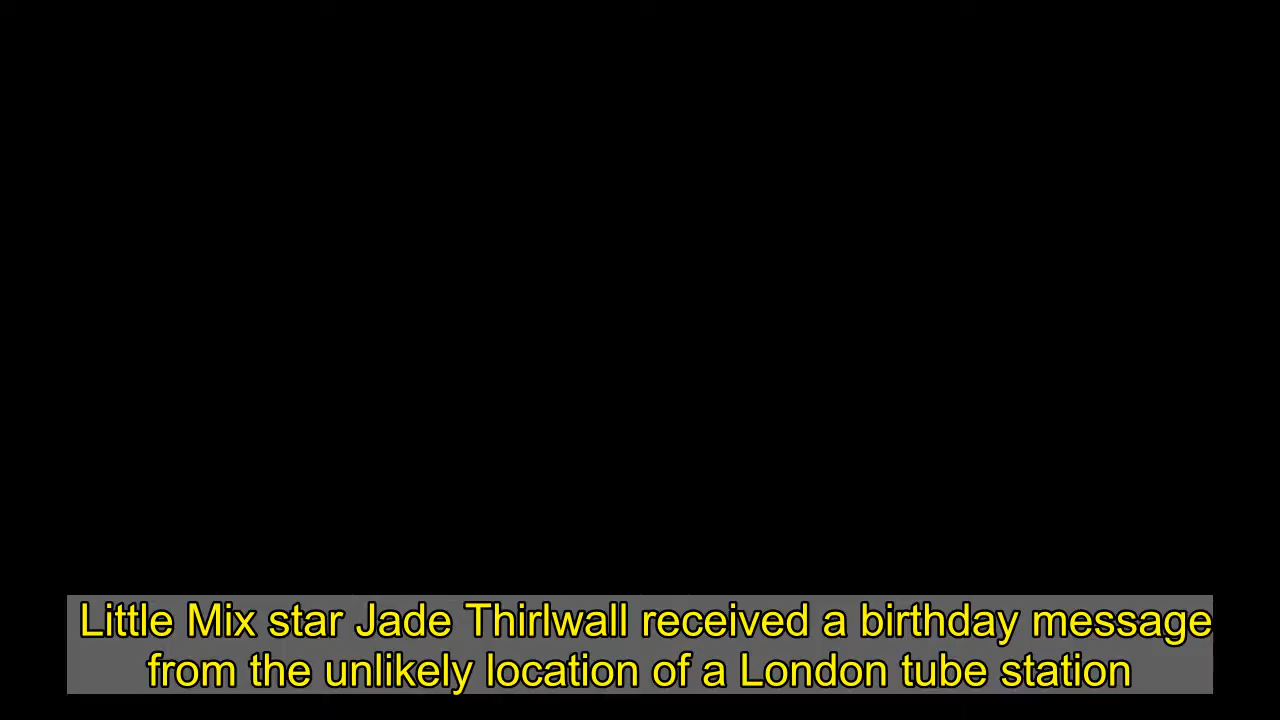 Little Mix star Jade Thirlwall received a birthday message
from the unlikely location of a London tube station